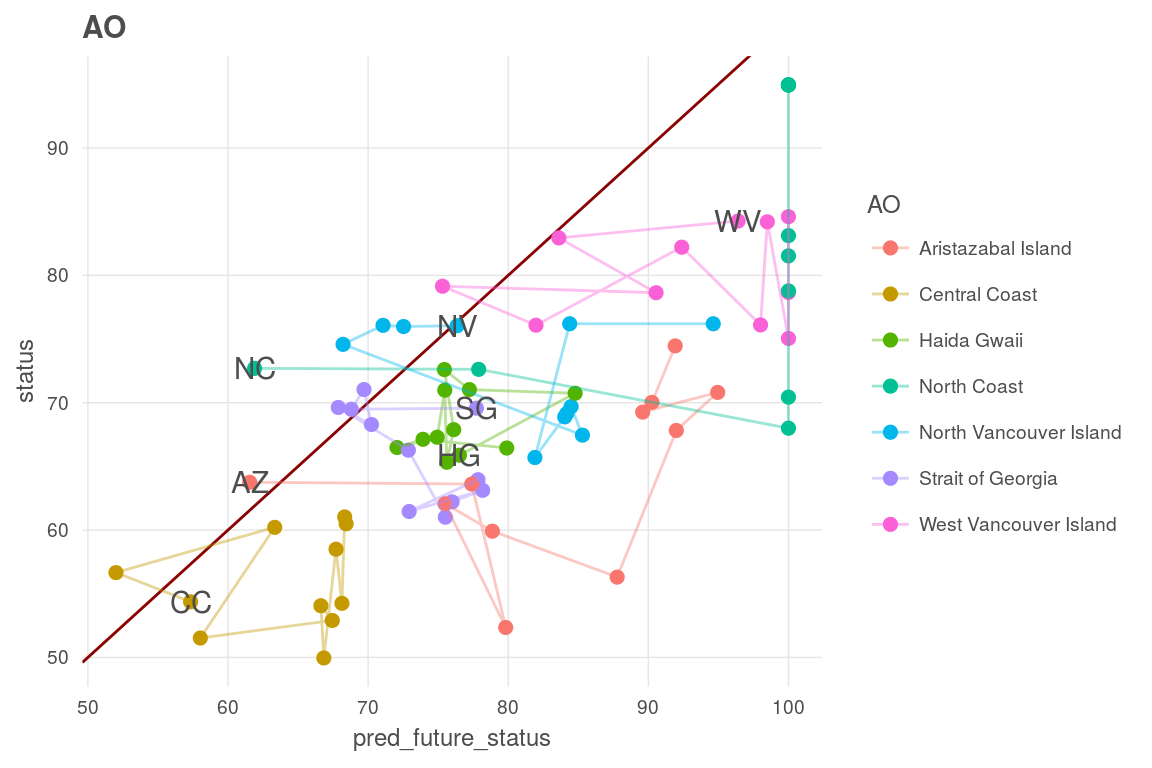 AO
90
80
70
60
50
status
50 60 70 80 90 100
pred_future_status
WV
NV
NC
SG
HG
AZ
CC
AO
Aristazabal Island
Central Coast
Haida Gwaii
North Coast
North Vancouver Island
Strait of Georgia
West Vancouver Island